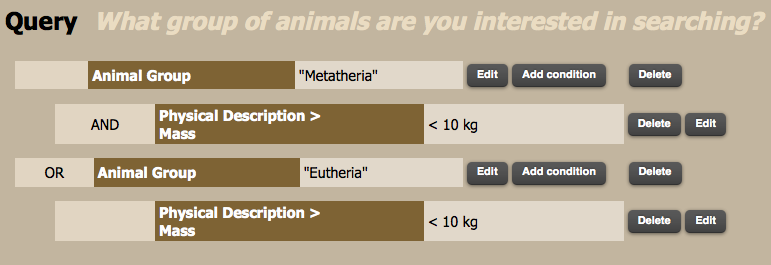 Query What group of animals are you interested in searching?
Animal Group "Metatheria" Edit Add condition Delete
AND Physical Description > Mass < 10 kg Delete Edit
OR Animal Group "Eutheria" Edit Add condition Delete
Physical Description > Mass < 10 kg Delete Edit